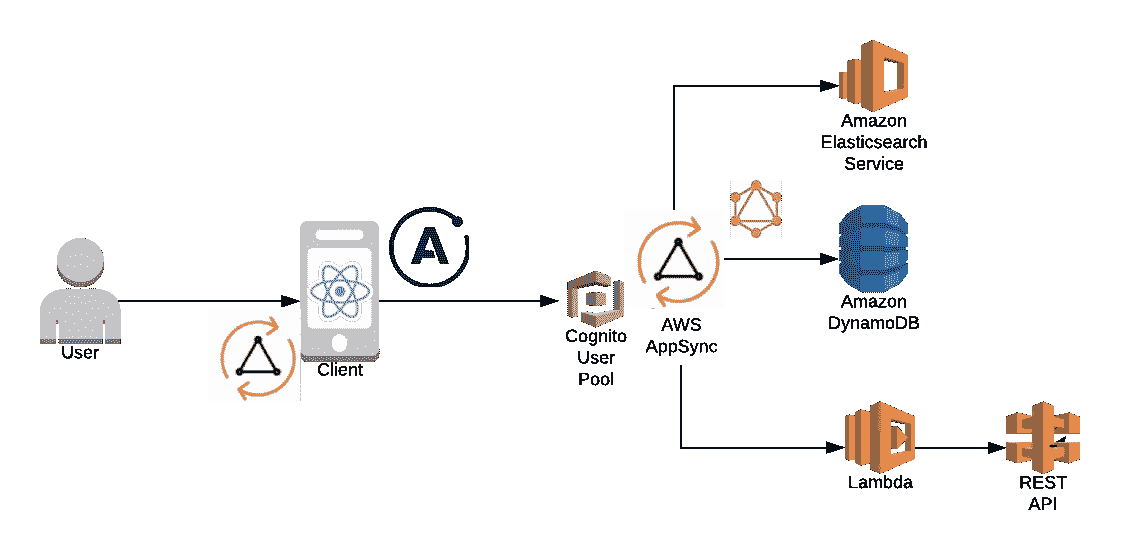 Amazon
Elasticsearch
Service
User
Client
A
Cognito
User
Pool
AWS
AppSync
Amazon
DynamoDB
Lambda
REST
API